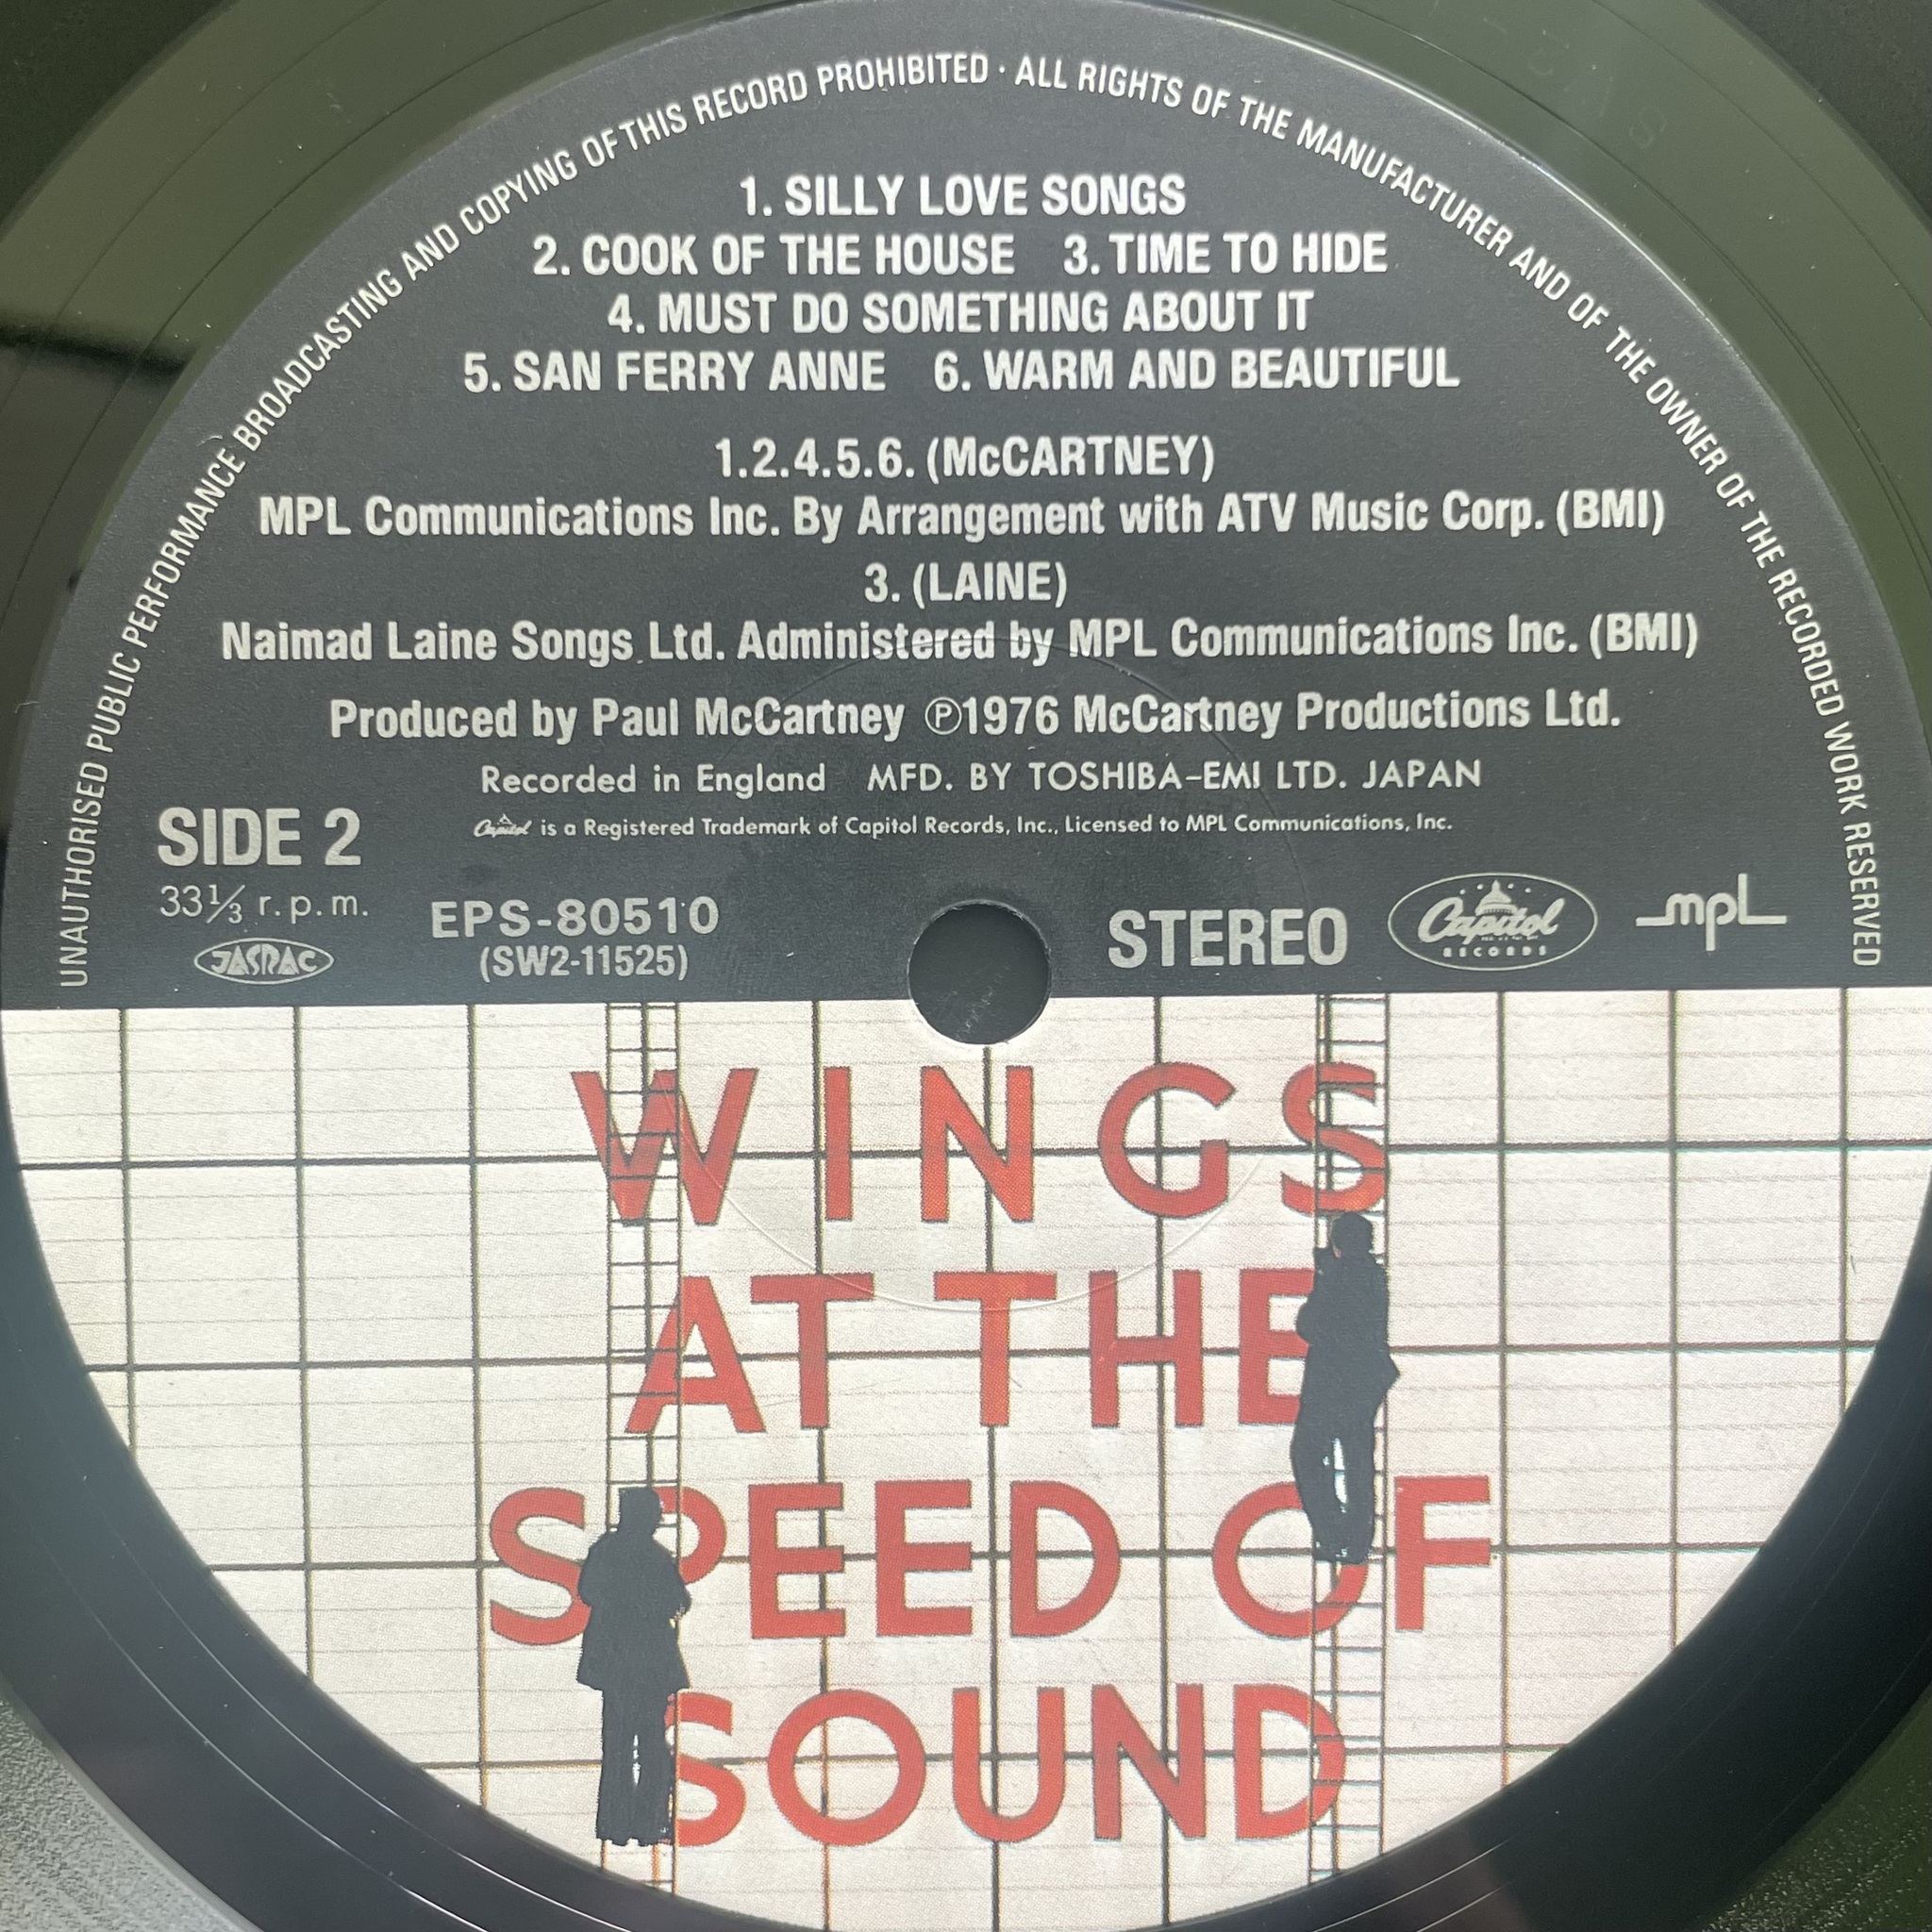 UNAUTHORISED PUBLIC PERFORMANCE BROADCASTING AND COPYING OF THIS RECORD PROHIBITED · ALL RIGHTS OF THE MANUFACTURER AND OF THE OWNER OF THE RECORDED WORK RESERVED
1. SILLY LOVE SONGS
2. COOK OF THE HOUSE 3. TIME TO HIDE
4. MUST DO SOMETHING ABOUT IT
5. SAN FERRY ANNE 6. WARM AND BEAUTIFUL
1.2.4.5.6. (McCARTNEY)
MPL Communications Inc. By Arrangement with ATV Music Corp. (BMI)
3. (LAINE)
Naimad Laine Songs Ltd. Administered by MPL Communications Inc. (BMI)
Produced by Paul McCartney ℗1976 McCartney Productions Ltd.
Recorded in England MFD. BY TOSHIBA-EMI LTD. JAPAN
Capitol is a Registered Trademark of Capitol Records, Inc., Licensed to MPL Communications, Inc.
SIDE 2
33⅓ r.p.m.
JASRAC
EPS-80510
(SW2-11525)
STEREO
Capitol
RECORDS
mpL
WINGS
AT THE
SPEED OF
SOUND